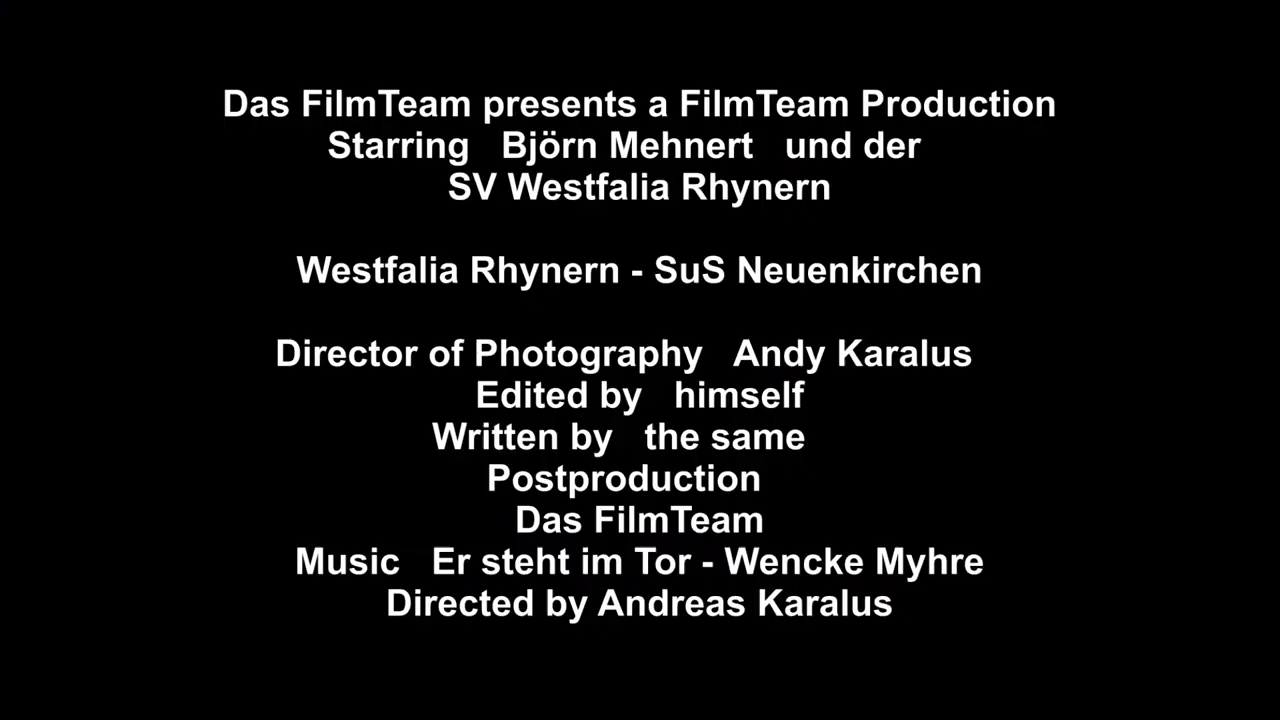 Das FilmTeam presents a FilmTeam Production
Starring Björn Mehnert und der
SV Westfalia Rhynern
Westfalia Rhynern - SuS Neuenkirchen
Director of Photography Andy Karalus
Edited by himself
Written by the same
Postproduction
Das FilmTeam
Music Er steht im Tor - Wencke Myhre
Directed by Andreas Karalus